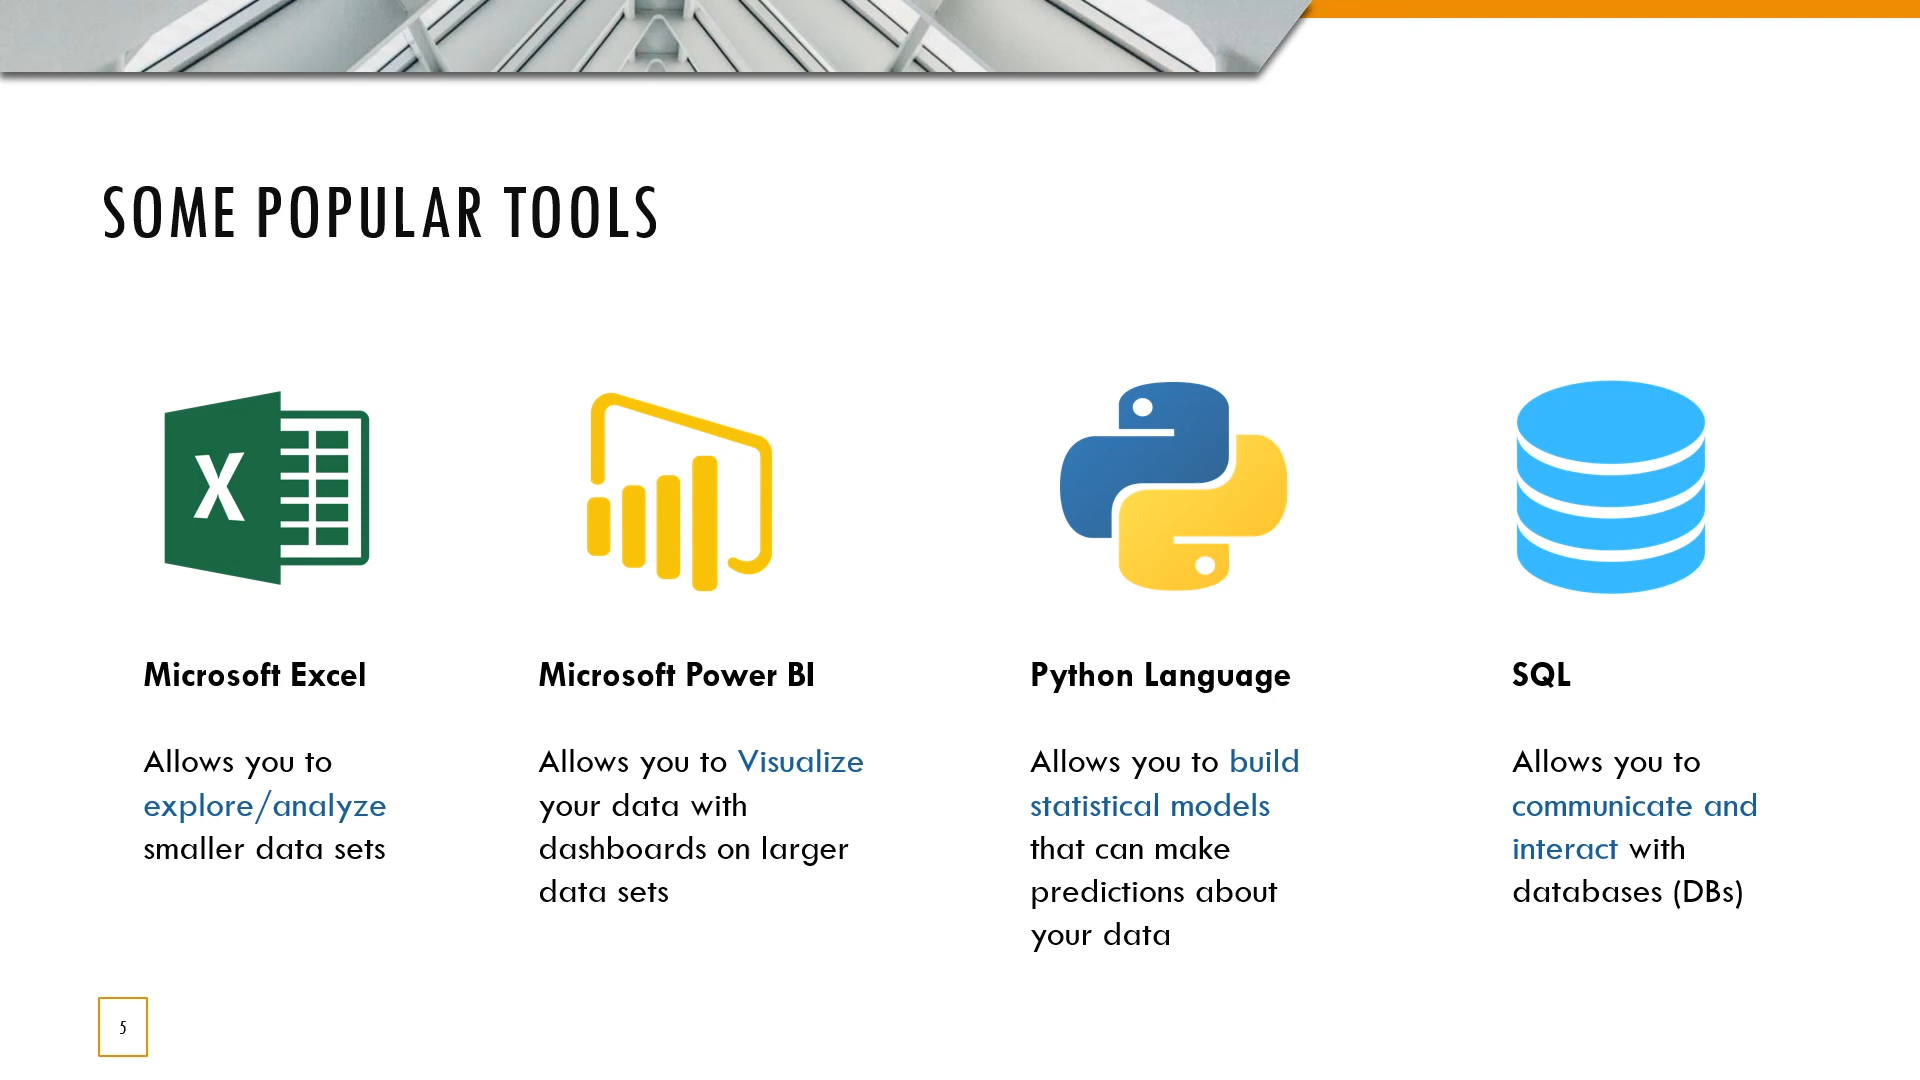 SOME POPULAR TOOLS
X
Microsoft Excel
Allows you to
explore/analyze
smaller data sets
Microsoft Power BI
Allows you to Visualize
your data with
dashboards on larger
data sets
Python Language
Allows you to build
statistical models
that can make
predictions about
your data
SQL
Allows you to
communicate and
interact with
databases (DBs)
5